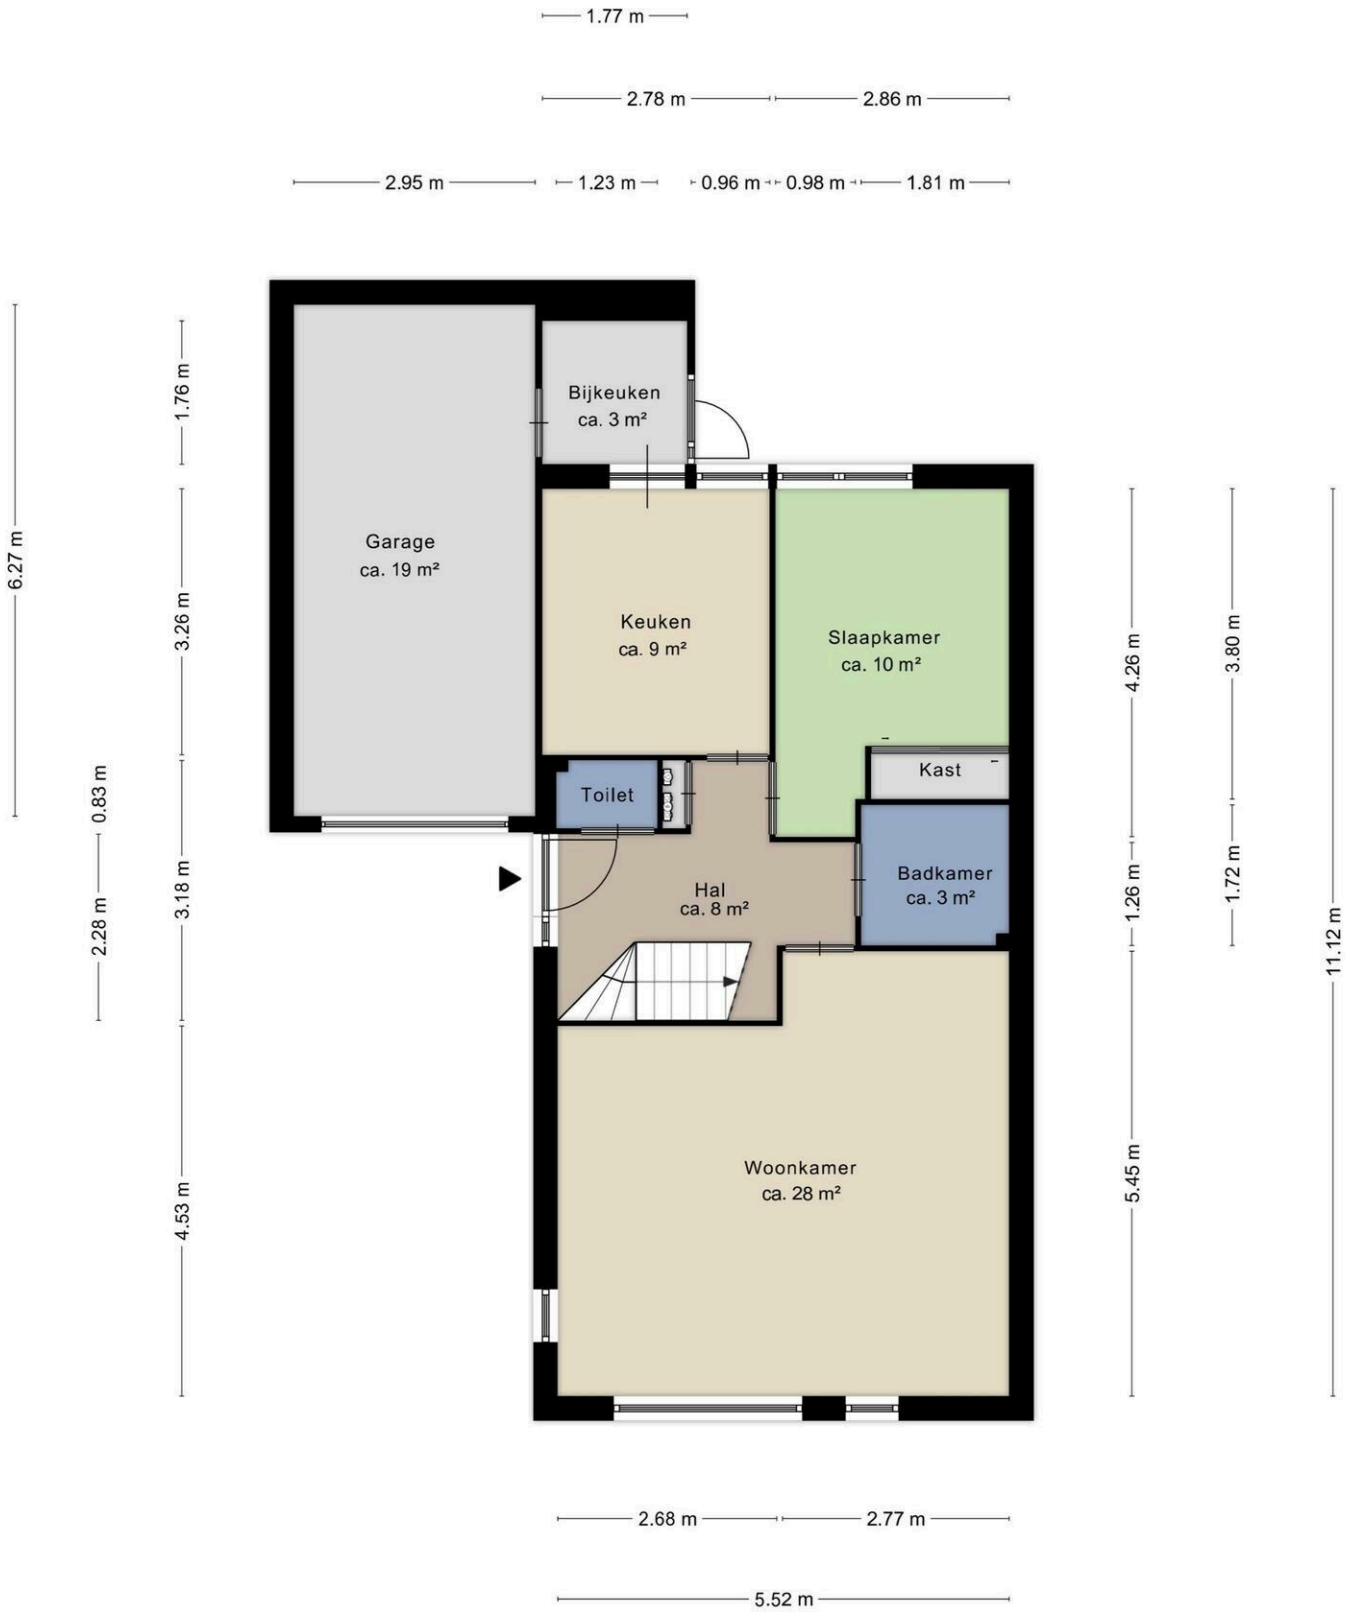 1.77 m
2.78 m
2.86 m
2.95 m
1.23 m
0.96 m
0.98 m
1.81 m
6.27 m
1.76 m
3.26 m
0.83 m
3.18 m
2.28 m
4.53 m
Bijkeuken
ca. 3 m²
Garage
ca. 19 m²
Keuken
ca. 9 m²
Slaapkamer
ca. 10 m²
Kast
Toilet
Badkamer
ca. 3 m²
Hal
ca. 8 m²
Woonkamer
ca. 28 m²
4.26 m
3.80 m
1.26 m
1.72 m
11.12 m
5.45 m
2.68 m
2.77 m
5.52 m